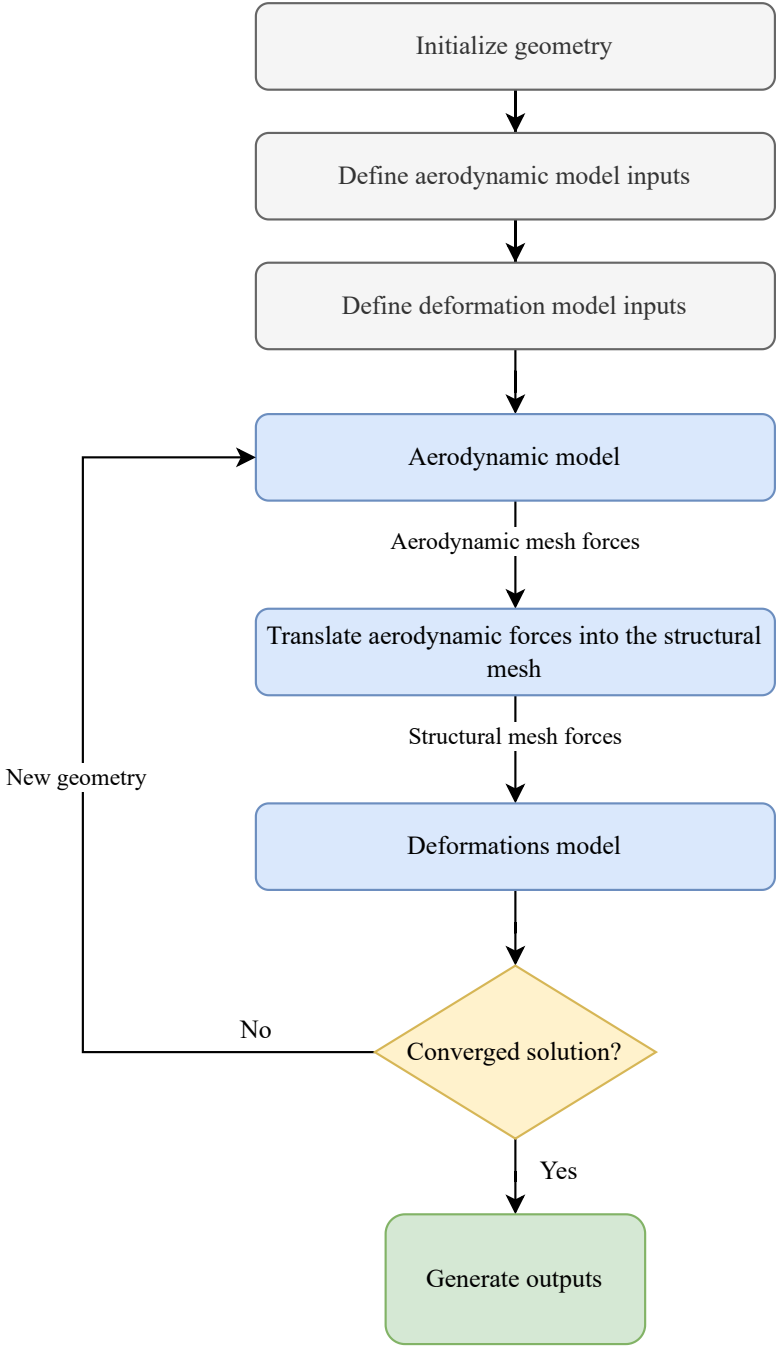 Initialize geometry
Define aerodynamic model inputs
Define deformation model inputs
Aerodynamic model
Aerodynamic mesh forces
Translate aerodynamic forces into the structural
mesh
Structural mesh forces
New geometry
Deformations model
No
Converged solution?
Yes
Generate outputs